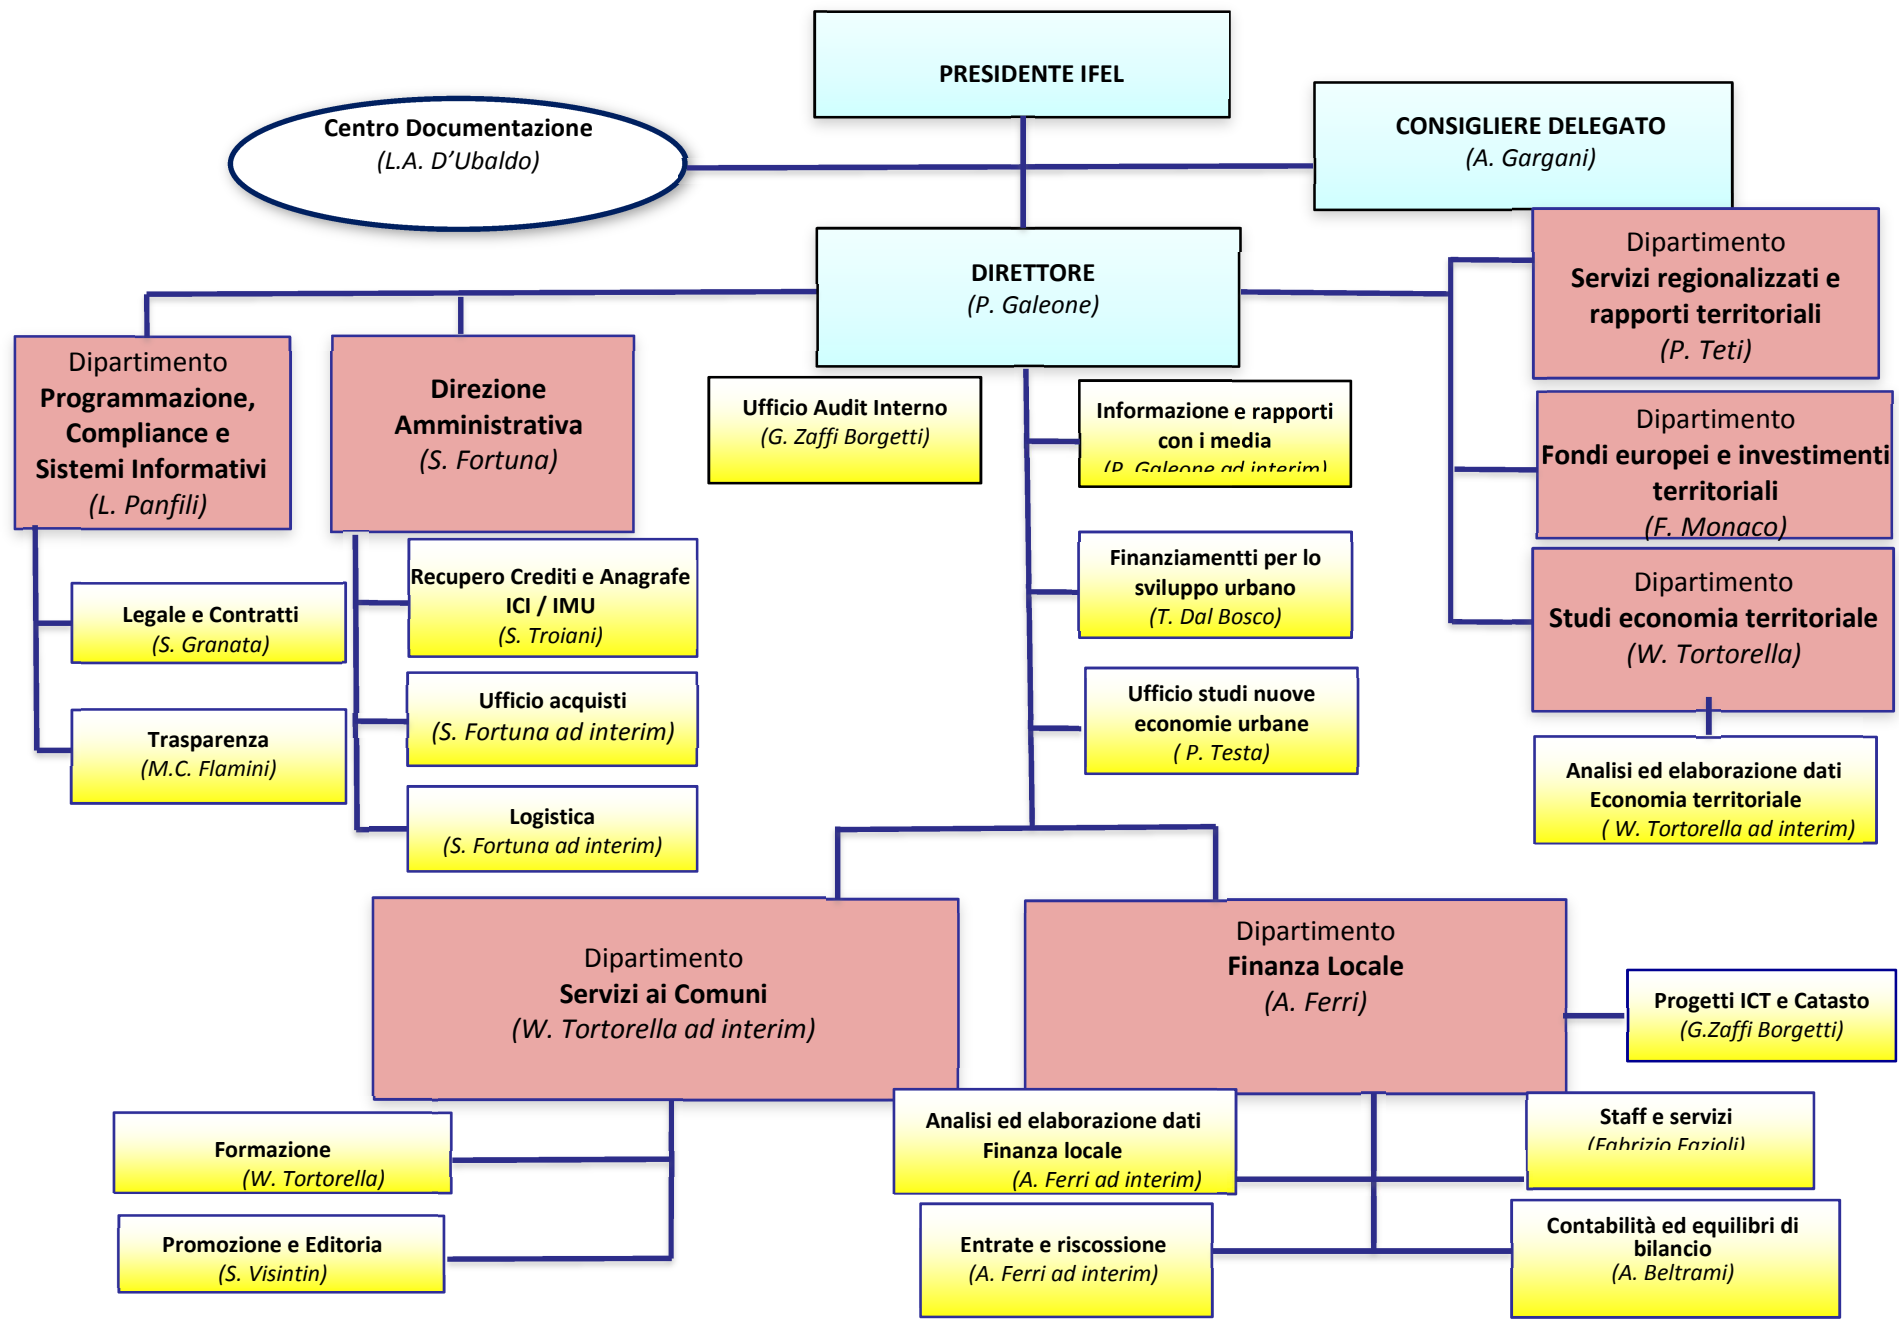 PRESIDENTE IFEL
Centro Documentazione
(L.A. D'Ubaldo)
CONSIGLIERE DELEGATO
(A. Gargani)
DIRETTORE
(P. Galeone)
Dipartimento
Servizi regionalizzati e
rapporti territoriali
(P. Teti)
Dipartimento
Programmazione,
Compliance e
Sistemi Informativi
(L. Panfili)
Direzione
Amministrativa
(S. Fortuna)
Ufficio Audit Interno
(G. Zaffi Borgetti)
Informazione e rapporti
con i media
(P. Galeone ad interim)
Dipartimento
Fondi europei e investimenti
territoriali
(F. Monaco)
Recupero Crediti e Anagrafe
ICI / IMU
(S. Troiani)
Finanziamentti per lo
sviluppo urbano
(T. Dal Bosco)
Dipartimento
Studi economia territoriale
(W. Tortorella)
Legale e Contratti
(S. Granata)
Ufficio acquisti
(S. Fortuna ad interim)
Ufficio studi nuove
economie urbane
( P. Testa)
Trasparenza
(M.C. Flamini)
Analisi ed elaborazione dati
Economia territoriale
( W. Tortorella ad interim)
Logistica
(S. Fortuna ad interim)
Dipartimento
Servizi ai Comuni
(W. Tortorella ad interim)
Dipartimento
Finanza Locale
(A. Ferri)
Progetti ICT e Catasto
(G.Zaffi Borgetti)
Formazione
(W. Tortorella)
Analisi ed elaborazione dati
Finanza locale
(A. Ferri ad interim)
Staff e servizi
(Fabrizio Fazioli)
Promozione e Editoria
(S. Visintin)
Entrate e riscossione
(A. Ferri ad interim)
Contabilità ed equilibri di
bilancio
(A. Beltrami)